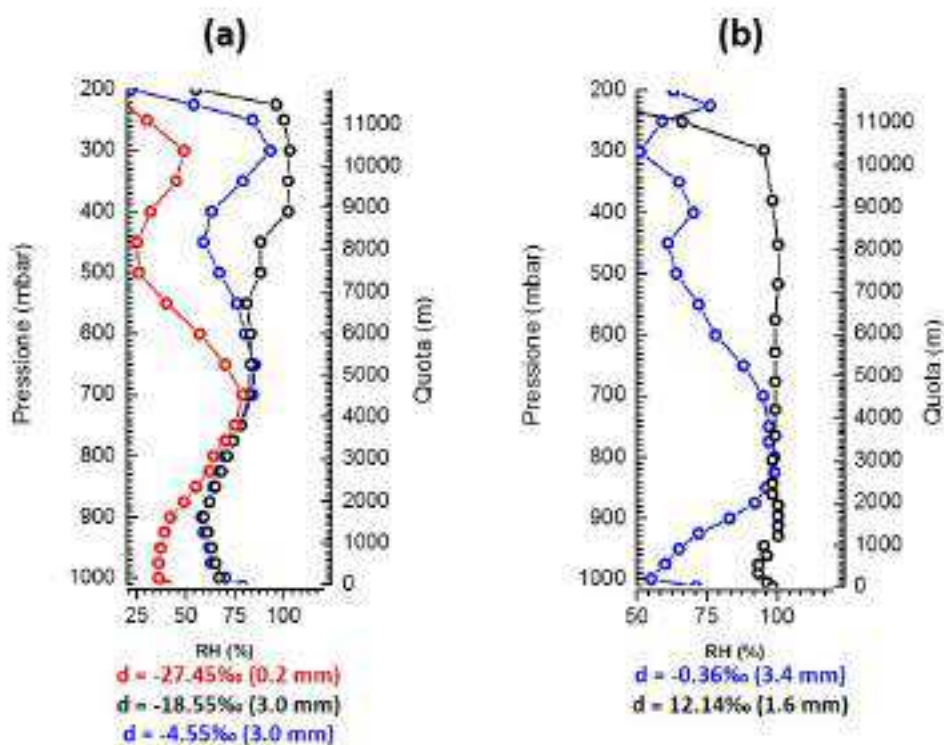 (a)
200
300
400
500
600
700
800
900
1000
Pressione (mbar)
11000
10000
9000
8000
7000
6000
5000
4000
3000
2000
1000
0
Quota (m)
25 50 75 100
RH (%)
d = -27.45‰ (0.2 mm)
d = -18.55‰ (3.0 mm)
d = -4.55‰ (3.0 mm)
(b)
200
300
400
500
600
700
800
900
1000
Pressione (mbar)
11000
10000
9000
8000
7000
6000
5000
4000
3000
2000
1000
0
Quota (m)
50 75 100
RH (%)
d = -0.36‰ (3.4 mm)
d = 12.14‰ (1.6 mm)